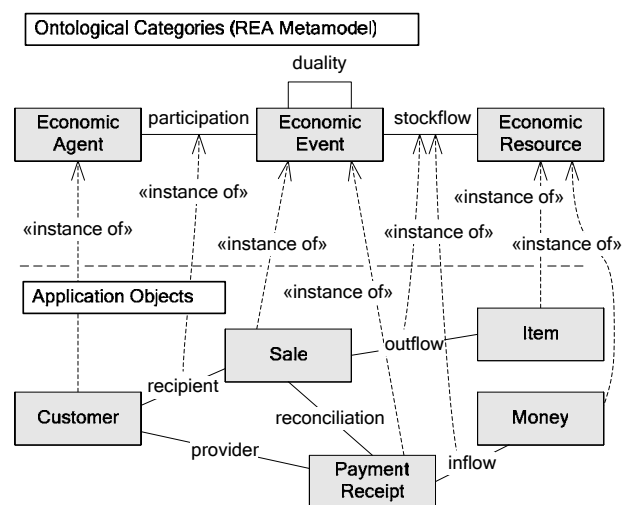 Ontological Categories (REA Metamodel)
duality
Economic
Agent
participation
Economic
Event
stockflow
Economic
Resource
«instance of»
«instance of»
«instance of»
«instance of»
«instance of»
«instance of»
«instance of»
Application Objects
Sale
outflow
Item
recipient
Customer
reconciliation
Money
provider
Payment
Receipt
inflow